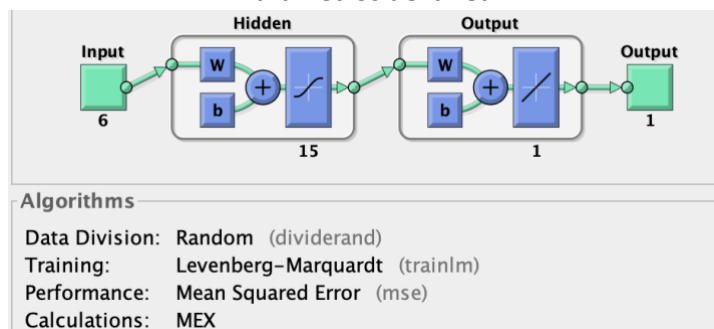 Hidden Output
Input Output
W W
+ +
b b
6 1
15 1
Algorithms
Data Division: Random (dividerand)
Training: Levenberg-Marquardt (trainlm)
Performance: Mean Squared Error (mse)
Calculations: MEX